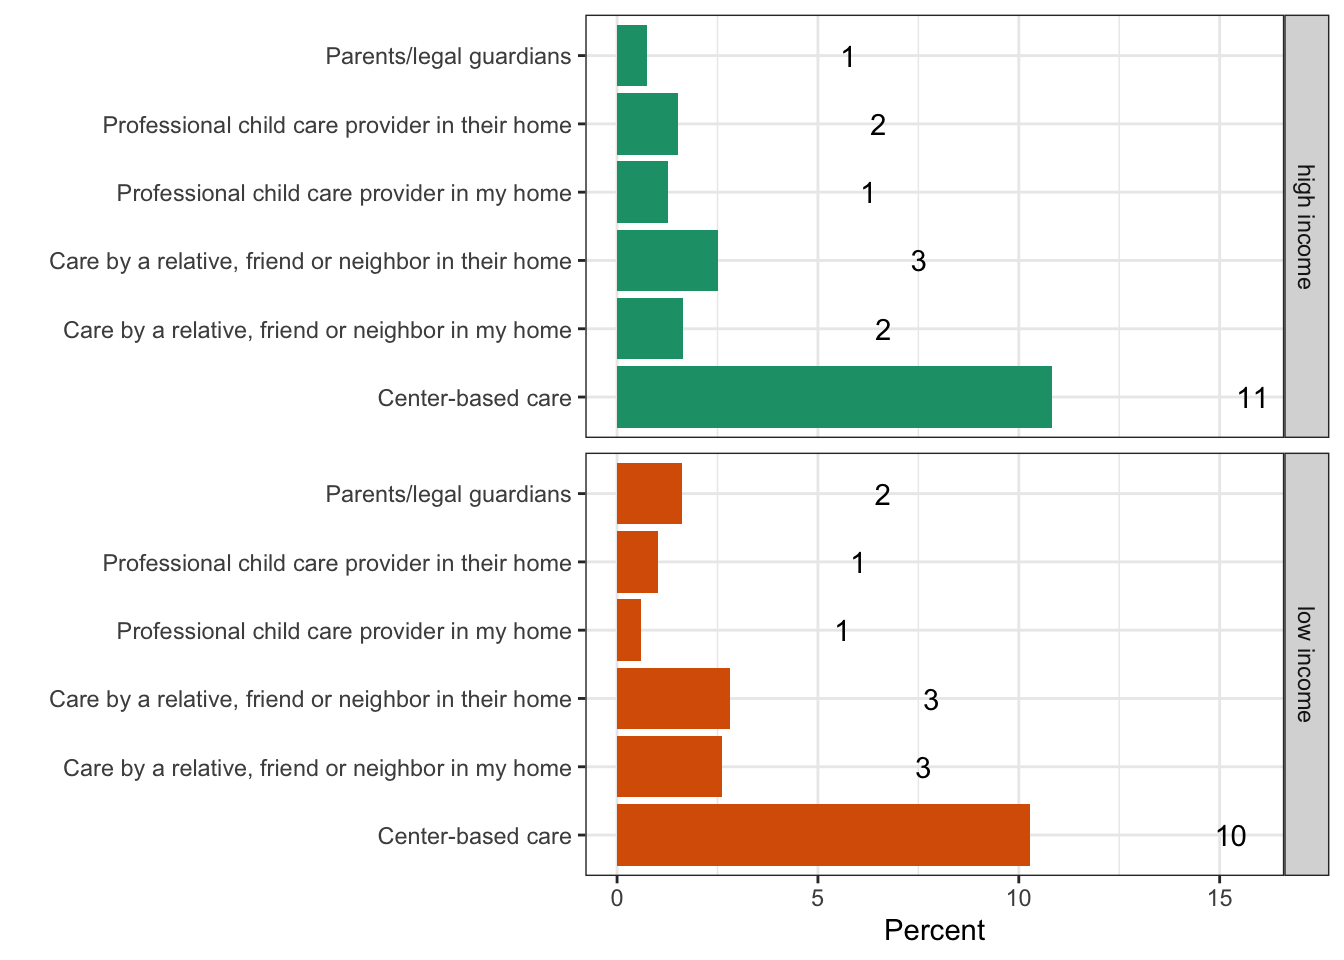 Parents/legal guardians 1
Professional child care provider in their home 2
Professional child care provider in my home 1
Care by a relative, friend or neighbor in their home 3
Care by a relative, friend or neighbor in my home 2
Center-based care 11
high income
Parents/legal guardians 2
Professional child care provider in their home 1
Professional child care provider in my home 1
Care by a relative, friend or neighbor in their home 3
Care by a relative, friend or neighbor in my home 3
Center-based care 10
low income
0 5 10 15
Percent